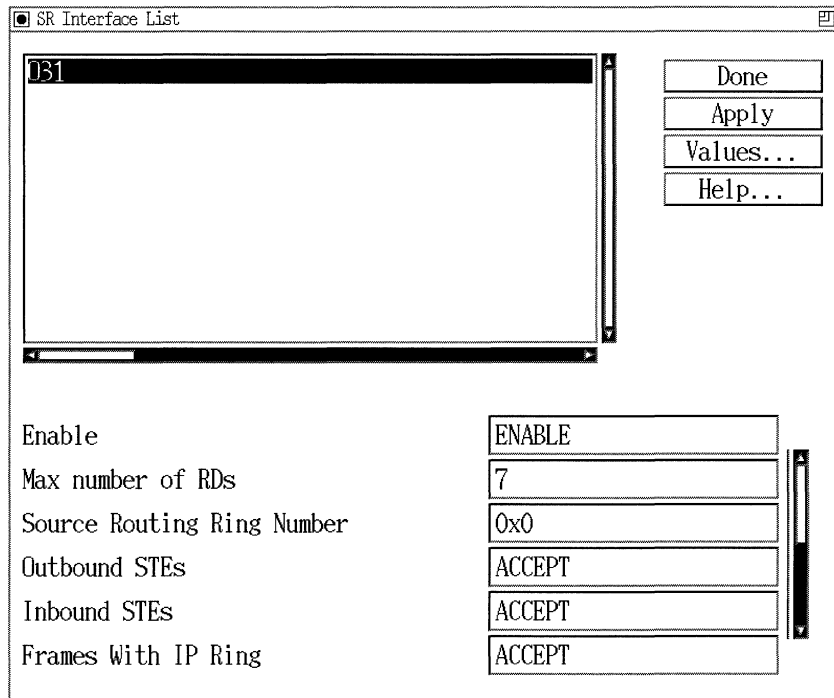 SR Interface List
O31
Done
Apply
Values...
Help...
Enable
ENABLE
Max number of RDs
7
Source Routing Ring Number
0x0
Outbound STEs
ACCEPT
Inbound STEs
ACCEPT
Frames With IP Ring
ACCEPT